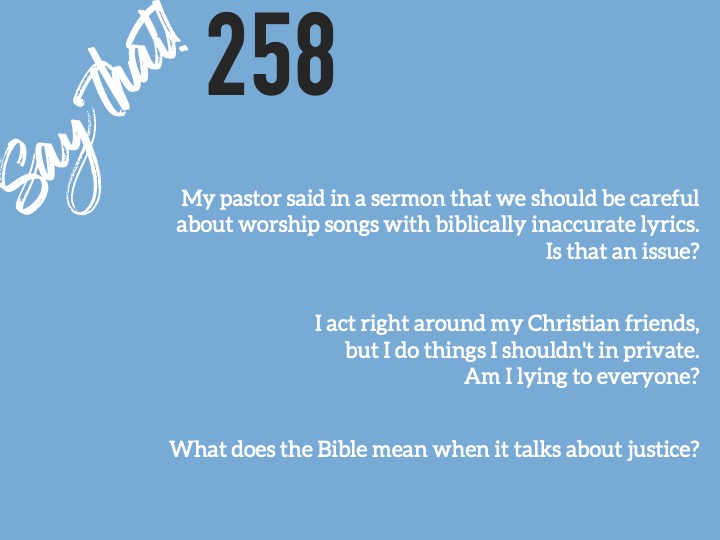 Say that!
258
My pastor said in a sermon that we should be careful
about worship songs with biblically inaccurate lyrics.
Is that an issue?
I act right around my Christian friends,
but I do things I shouldn't in private.
Am I lying to everyone?
What does the Bible mean when it talks about justice?